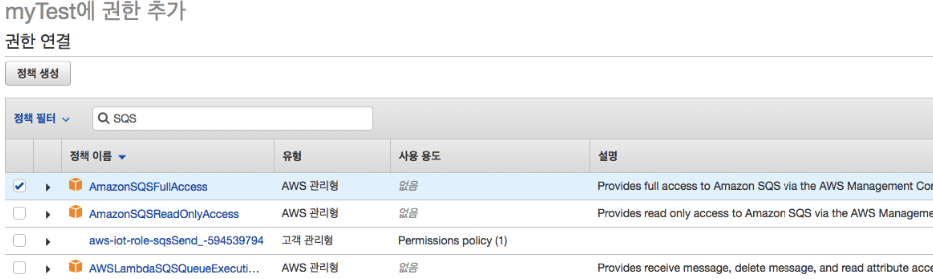 myTest에 권한 추가
권한 연결
정책 생성
정책 필터 SQS
정책 이름 유형 사용 용도 설명
AmazonSQSFullAccess AWS 관리형 없음 Provides full access to Amazon SQS via the AWS Management Con
AmazonSQSReadOnlyAccess AWS 관리형 없음 Provides read only access to Amazon SQS via the AWS Manageme
aws-iot-role-sqsSend_-594539794 고객 관리형 Permissions policy (1)
AWSLambdaSQSQueueExecuti... AWS 관리형 없음 Provides receive message, delete message, and read attribute acce